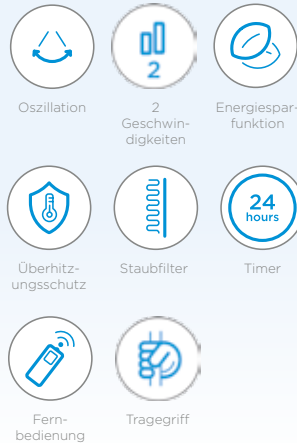 2
Oszillation
2
Geschwin-
digkeiten
Energiespar-
funktion
24
hours
Überhitz-
ungsschutz
Staubfilter
Timer
Fern-
bedienung
Tragegriff